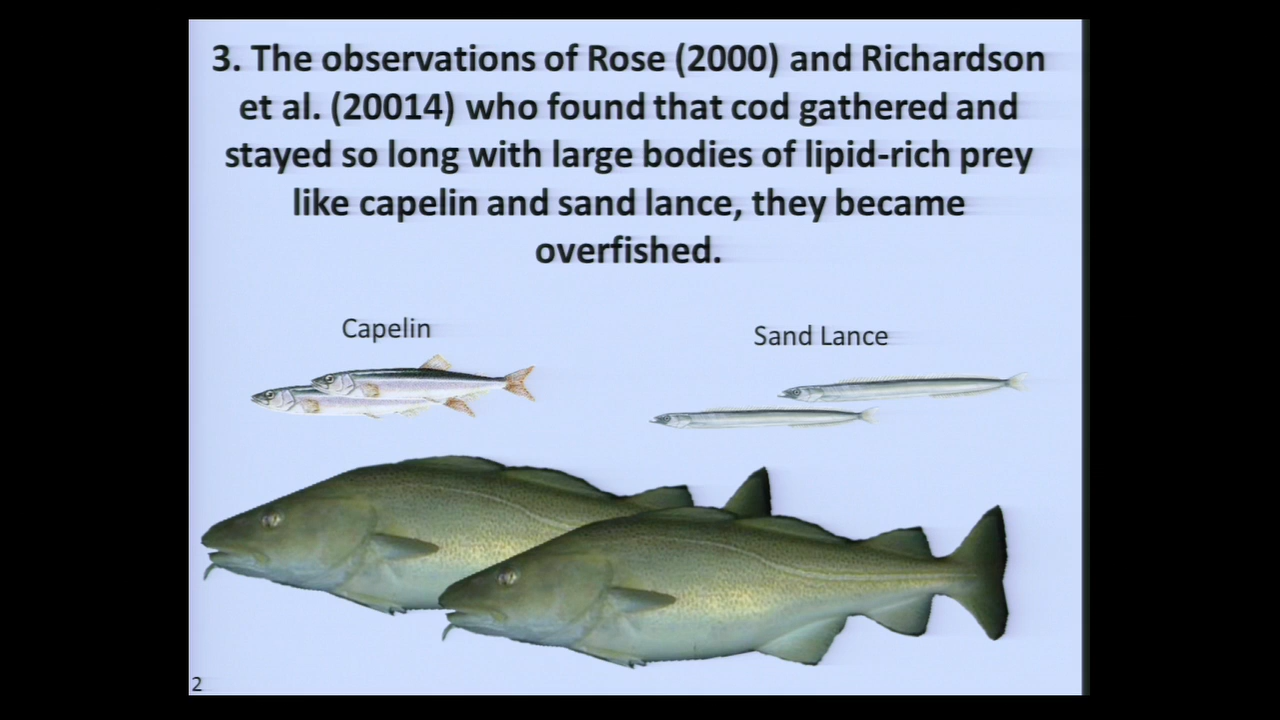 3. The observations of Rose (2000) and Richardson
et al. (20014) who found that cod gathered and
stayed so long with large bodies of lipid-rich prey
like capelin and sand lance, they became
overfished.
Capelin
Sand Lance
2